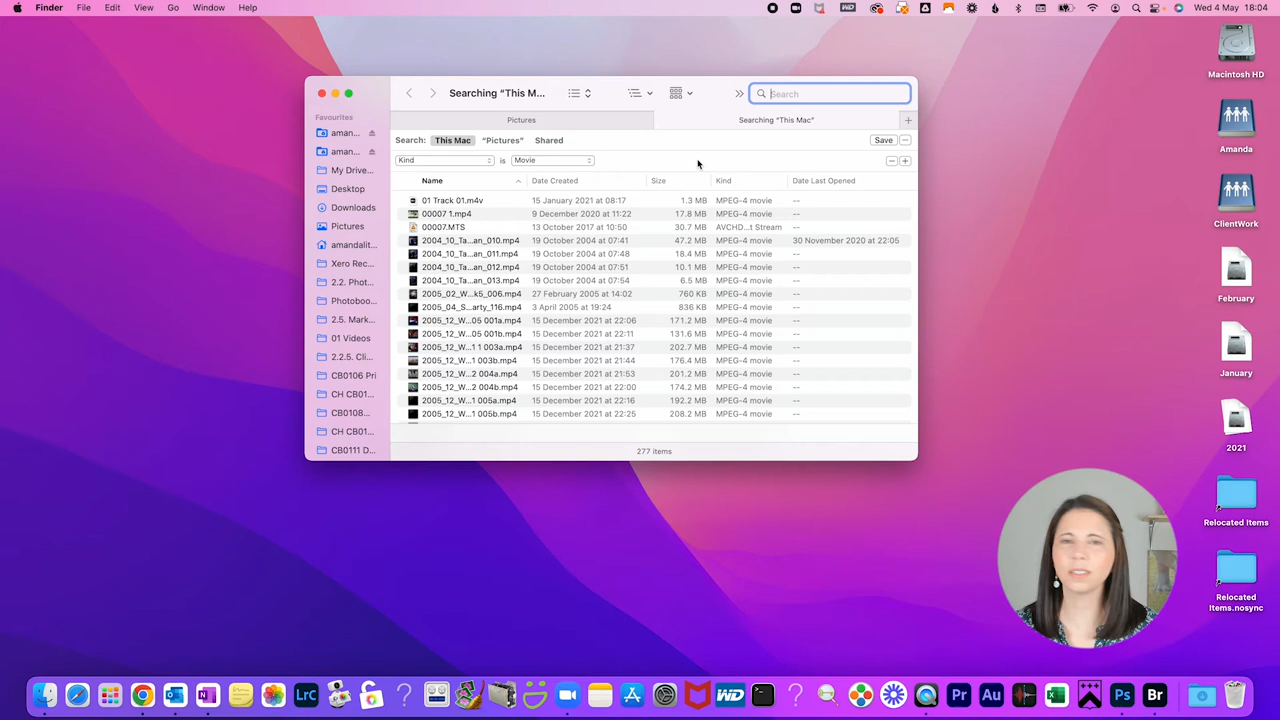 Finder File Edit View Go Window Help
Wed 4 May 18:04
Searching “This M...
Search
Pictures
Searching “This Mac”
Search: This Mac “Pictures” Shared
Save
Kind is Movie
Name Date Created Size Kind Date Last Opened
01 Track 01.m4v 15 January 2021 at 08:17 1.3 MB MPEG-4 movie --
00007 1.mp4 9 December 2020 at 11:22 17.8 MB MPEG-4 movie --
00007.MTS 13 October 2017 at 10:50 30.7 MB AVCHD...t Stream --
2004_10_Ta...an_010.mp4 19 October 2004 at 07:41 47.2 MB MPEG-4 movie 30 November 2020 at 22:05
2004_10_Ta...an_011.mp4 19 October 2004 at 07:48 18.4 MB MPEG-4 movie --
2004_10_Ta...an_012.mp4 19 October 2004 at 07:51 10.1 MB MPEG-4 movie --
2004_10_Ta...an_013.mp4 19 October 2004 at 07:54 6.5 MB MPEG-4 movie --
2005_02_W...k5_006.mp4 27 February 2005 at 14:02 760 KB MPEG-4 movie --
2005_04_S...arty_116.mp4 3 April 2005 at 19:24 836 KB MPEG-4 movie --
2005_12_W...05 001a.mp4 15 December 2021 at 22:06 171.2 MB MPEG-4 movie --
2005_12_W...05 001b.mp4 15 December 2021 at 22:11 131.6 MB MPEG-4 movie --
2005_12_W...1 1 003a.mp4 15 December 2021 at 21:37 202.7 MB MPEG-4 movie --
2005_12_W...1 003b.mp4 15 December 2021 at 21:44 176.4 MB MPEG-4 movie --
2005_12_W...2 004a.mp4 15 December 2021 at 21:53 201.2 MB MPEG-4 movie --
2005_12_W...2 004b.mp4 15 December 2021 at 22:00 174.2 MB MPEG-4 movie --
2005_12_W...1 005a.mp4 15 December 2021 at 22:16 192.2 MB MPEG-4 movie --
2005_12_W...1 005b.mp4 15 December 2021 at 22:25 208.2 MB MPEG-4 movie --
277 items
Favourites
aman...
aman...
My Drive...
Desktop
Downloads
Pictures
amandalit...
Xero Rec...
2.2. Phot...
Photoboo...
2.5. Mark...
01 Videos
2.2.5. Cli...
CB0106 Pri
CH CB01...
CB0108...
CH CB01...
CB0111 D...
Macintosh HD
Amanda
ClientWork
February
January
2021
Relocated Items
Relocated
Items.nosync
Lrc
WD
Pr
Au
Ps
Br